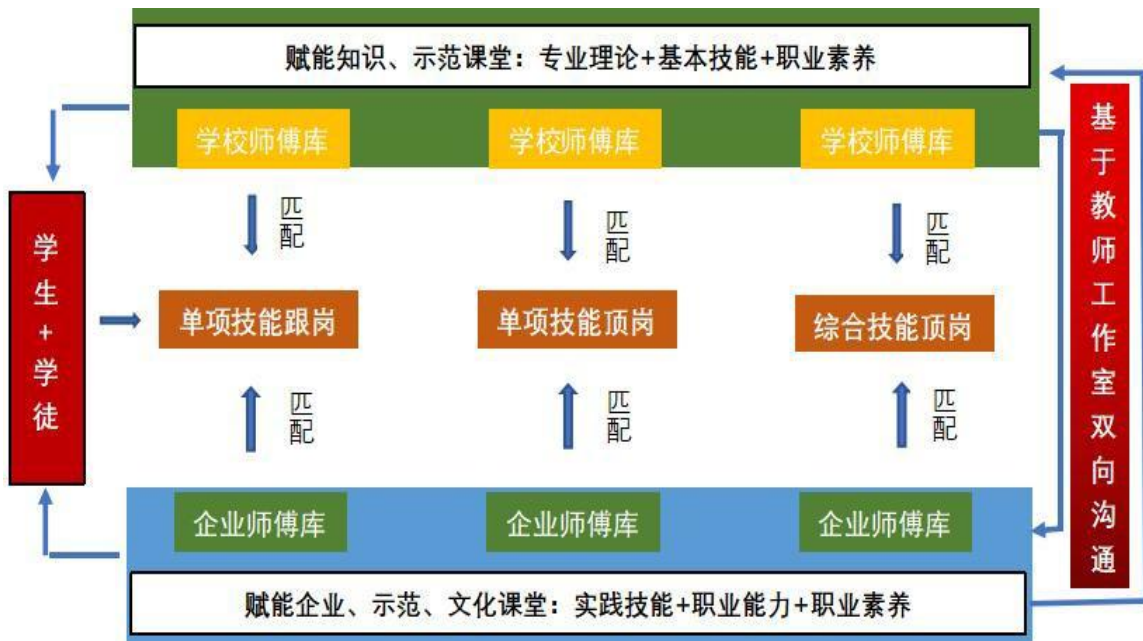 赋能知识、示范课堂：专业理论+基本技能+职业素养
学校师傅库
学校师傅库
学校师傅库
匹配
匹配
匹配
学生+学徒
单项技能跟岗
单项技能顶岗
综合技能顶岗
匹配
匹配
匹配
企业师傅库
企业师傅库
企业师傅库
赋能企业、示范、文化课堂：实践技能+职业能力+职业素养
基于教师工作室双向沟通